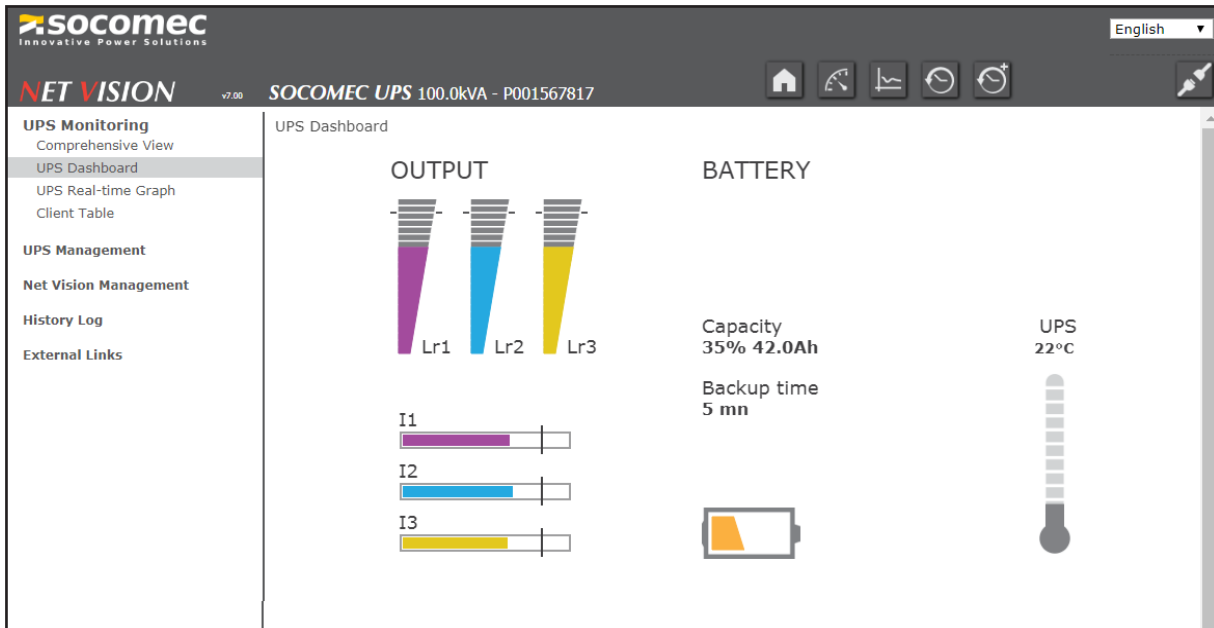 socomec
Innovative Power Solutions
English
NET VISION v7.00 SOCOMEC UPS 100.0kVA - P001567817
UPS Monitoring
Comprehensive View
UPS Dashboard
UPS Real-time Graph
Client Table
UPS Management
Net Vision Management
History Log
External Links
UPS Dashboard
OUTPUT
Lr1 Lr2 Lr3
I1
I2
I3
BATTERY
Capacity
35% 42.0Ah
Backup time
5 mn
UPS
22°C